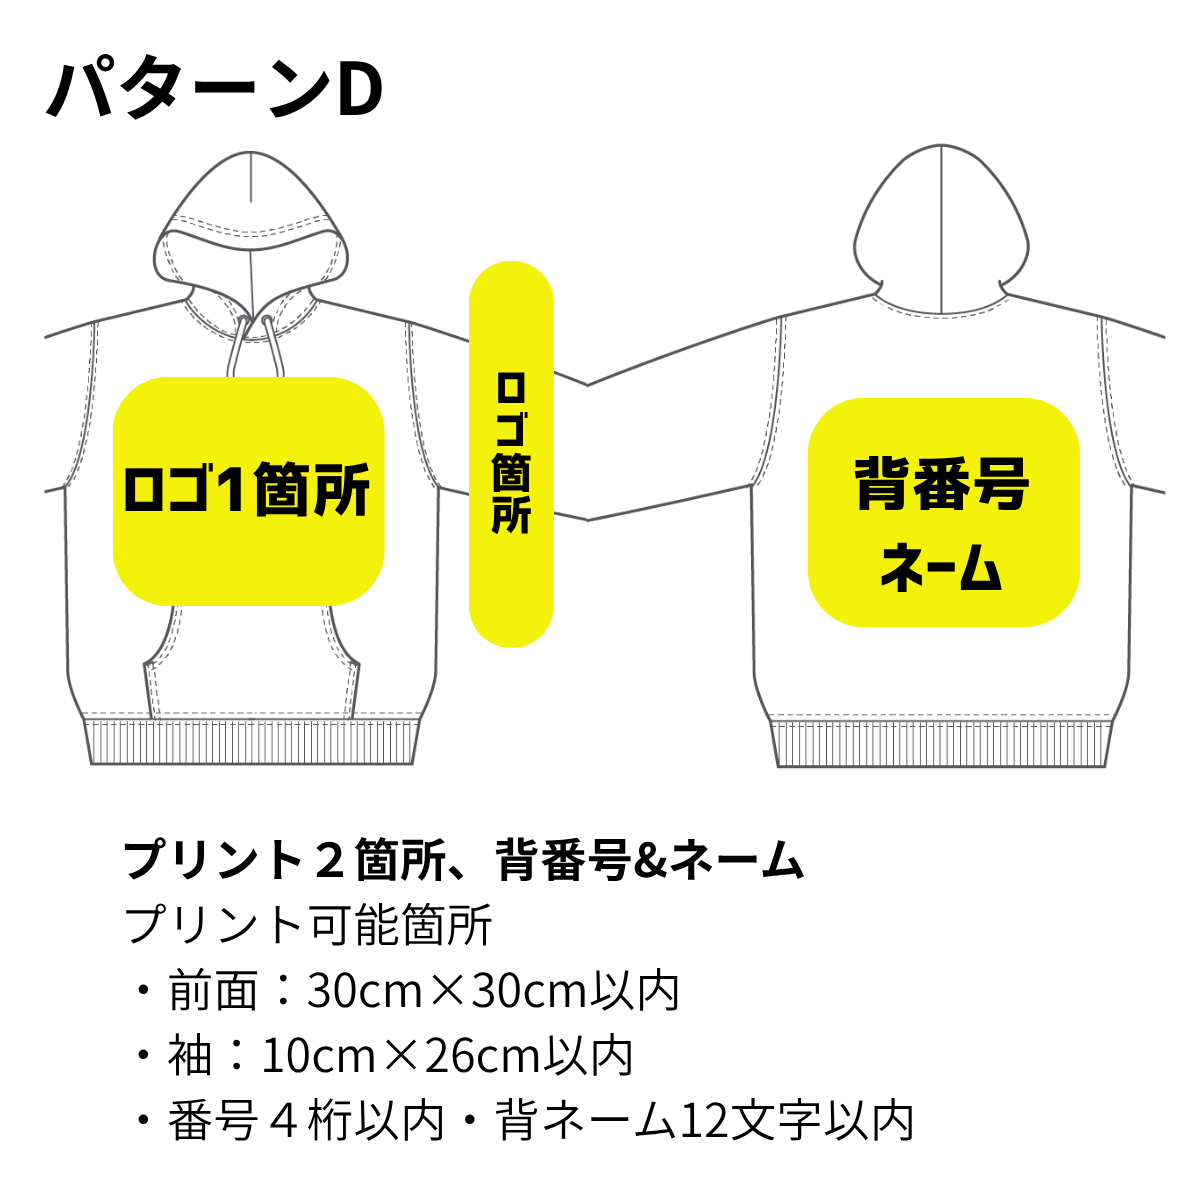 パターンD
ロゴ1箇所
ロゴ箇所
背番号
ネーム
プリント２箇所、背番号&ネーム
プリント可能箇所
・前面：30cm×30cm以内
・袖：10cm×26cm以内
・番号４桁以内・背ネーム12文字以内